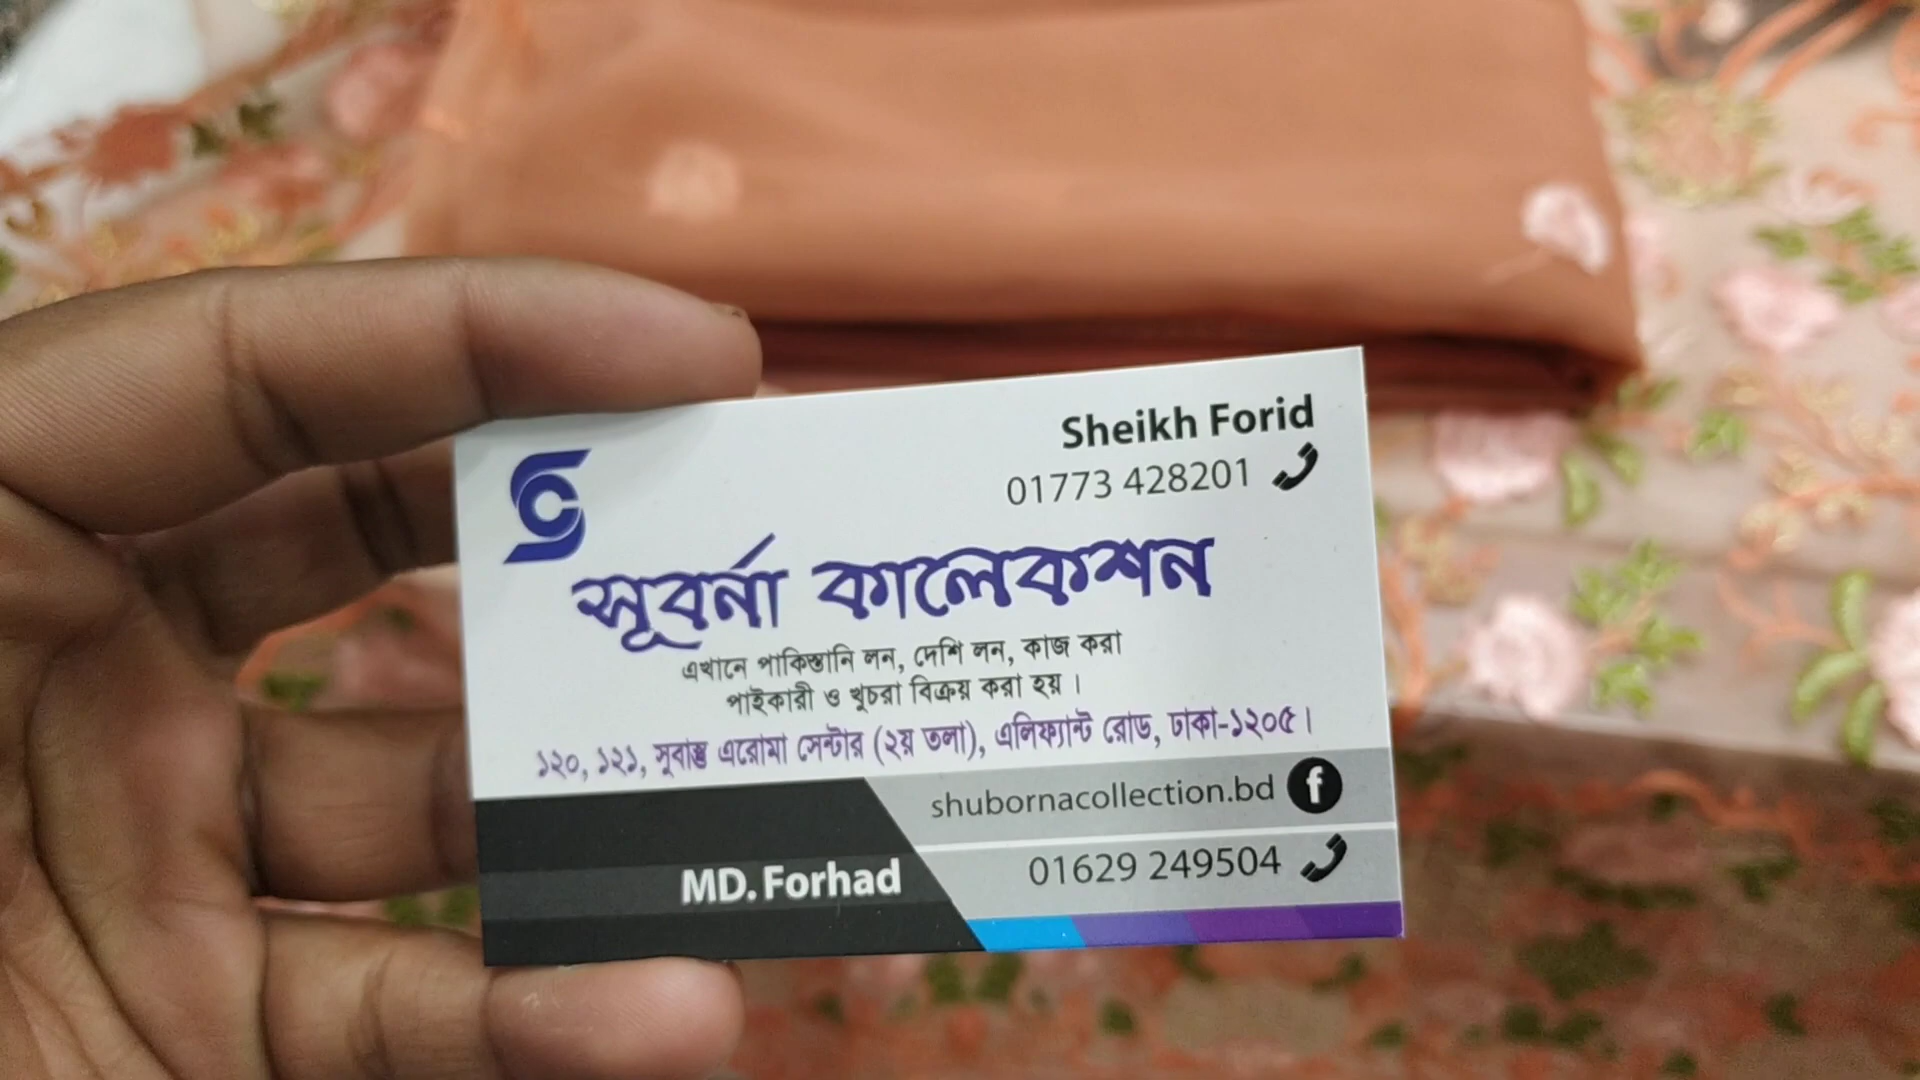 Sheikh Forid
01773 428201
সূবর্না কালেকশন
এখানে পাকিস্তানি লন, দেশি লন, কাজ করা
পাইকারী ও খুচরা বিক্রয় করা হয়।
১২০, ১২১, সুবাস্তু এরোমা সেন্টার (২য় তলা), এলিফ্যান্ট রোড, ঢাকা-১২০৫।
shubornacollection.bd
MD. Forhad
01629 249504